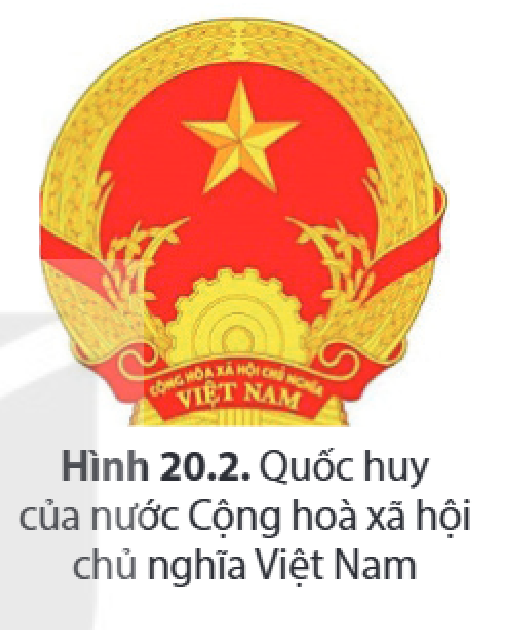 CỘNG HÒA XÃ HỘI CHỦ NGHĨA
VIỆT NAM
Hình 20.2. Quốc huy
của nước Cộng hoà xã hội
chủ nghĩa Việt Nam